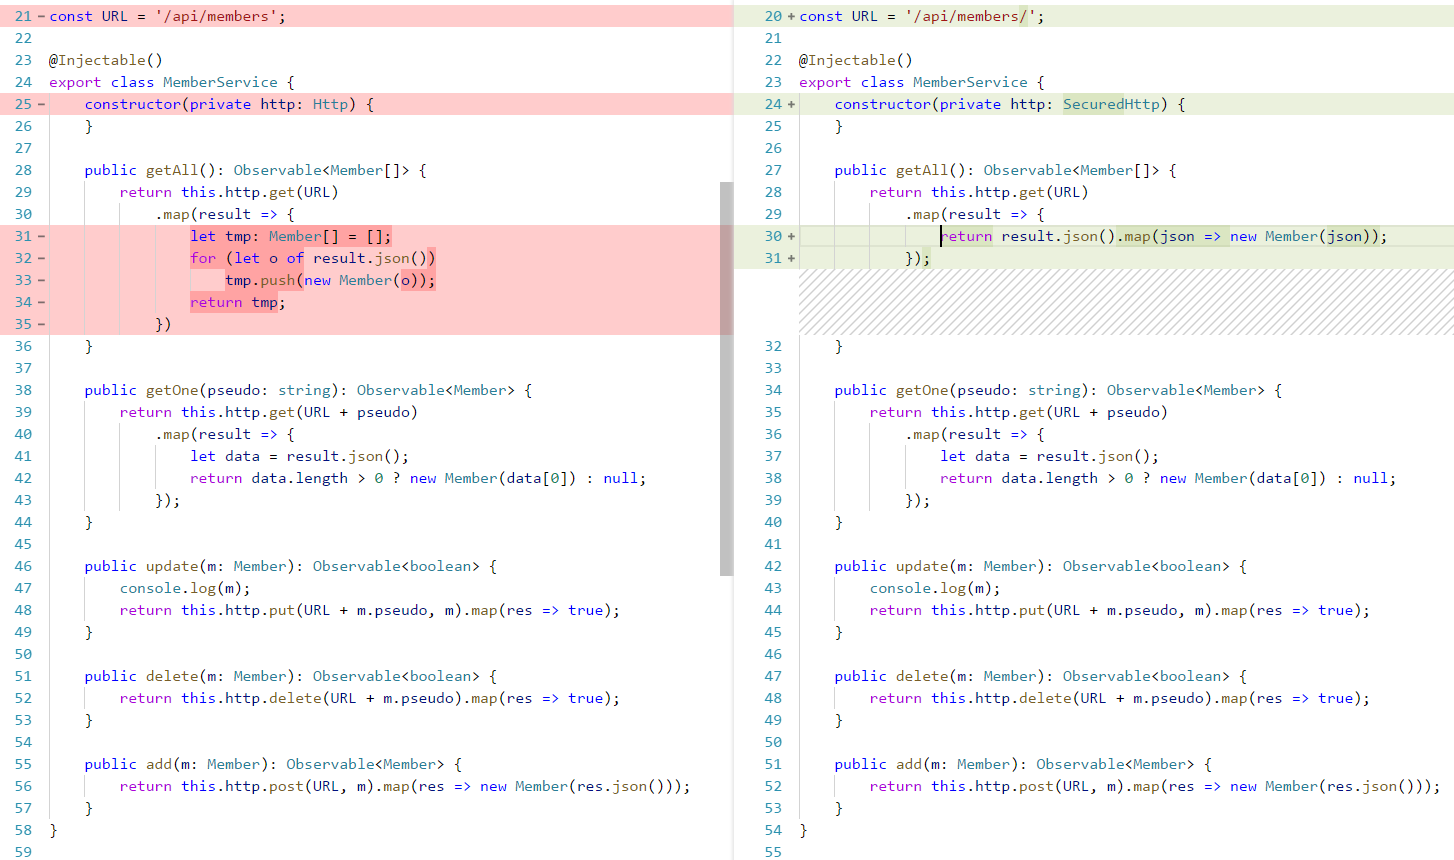 21 - const URL = '/api/members';
22
23 @Injectable()
24 export class MemberService {
25 - constructor(private http: Http) {
26 }
27
28 public getAll(): Observable<Member[]> {
29 return this.http.get(URL)
30 .map(result => {
31 - let tmp: Member[] = [];
32 - for (let o of result.json())
33 - tmp.push(new Member(o));
34 - return tmp;
35 - })
36 }
37
38 public getOne(pseudo: string): Observable<Member> {
39 return this.http.get(URL + pseudo)
40 .map(result => {
41 let data = result.json();
42 return data.length > 0 ? new Member(data[0]) : null;
43 });
44 }
45
46 public update(m: Member): Observable<boolean> {
47 console.log(m);
48 return this.http.put(URL + m.pseudo, m).map(res => true);
49 }
50
51 public delete(m: Member): Observable<boolean> {
52 return this.http.delete(URL + m.pseudo).map(res => true);
53 }
54
55 public add(m: Member): Observable<Member> {
56 return this.http.post(URL, m).map(res => new Member(res.json()));
57 }
58 }
59
20 + const URL = '/api/members/';
21
22 @Injectable()
23 export class MemberService {
24 + constructor(private http: SecuredHttp) {
25 }
26
27 public getAll(): Observable<Member[]> {
28 return this.http.get(URL)
29 .map(result => {
30 + return result.json().map(json => new Member(json));
31 + });
32 }
33
34 public getOne(pseudo: string): Observable<Member> {
35 return this.http.get(URL + pseudo)
36 .map(result => {
37 let data = result.json();
38 return data.length > 0 ? new Member(data[0]) : null;
39 });
40 }
41
42 public update(m: Member): Observable<boolean> {
43 console.log(m);
44 return this.http.put(URL + m.pseudo, m).map(res => true);
45 }
46
47 public delete(m: Member): Observable<boolean> {
48 return this.http.delete(URL + m.pseudo).map(res => true);
49 }
50
51 public add(m: Member): Observable<Member> {
52 return this.http.post(URL, m).map(res => new Member(res.json()));
53 }
54 }
55